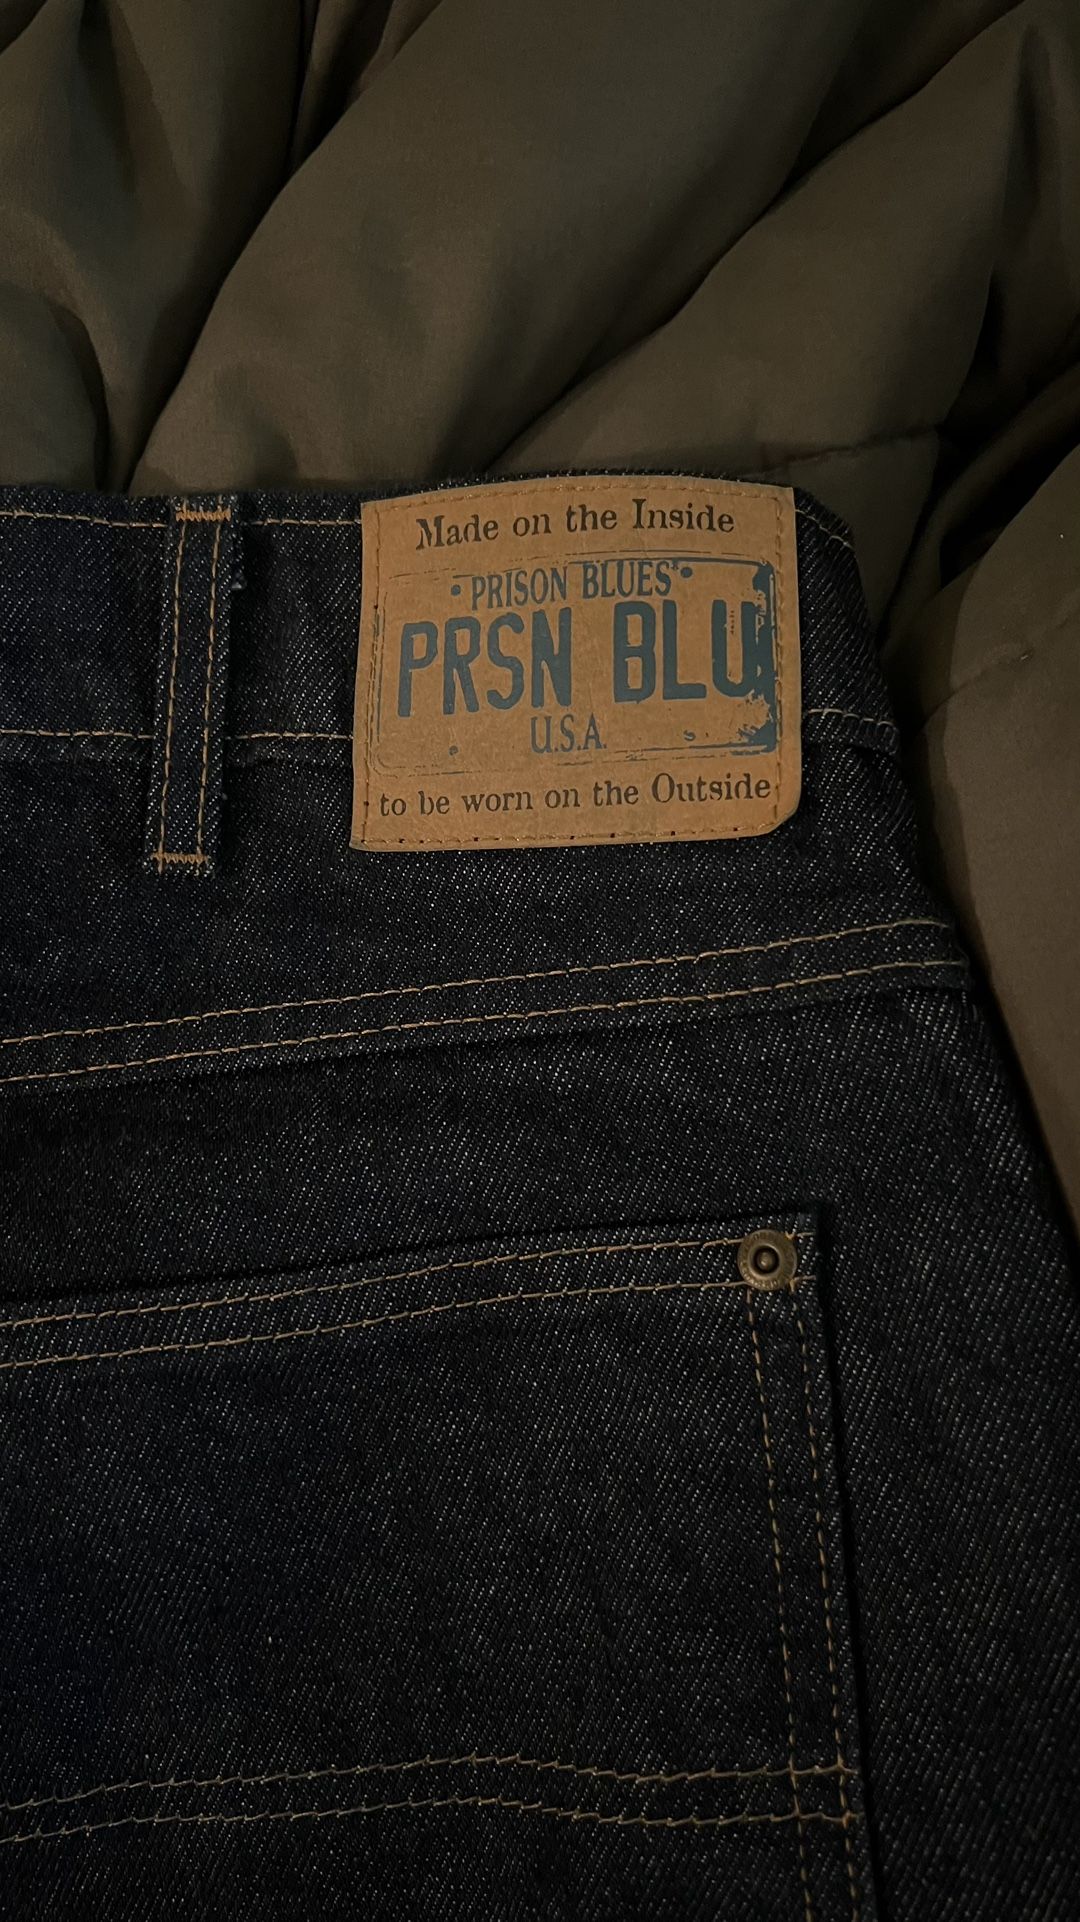 Made on the Inside
• PRISON BLUES® •
PRSN BLU
U.S.A.
to be worn on the Outside